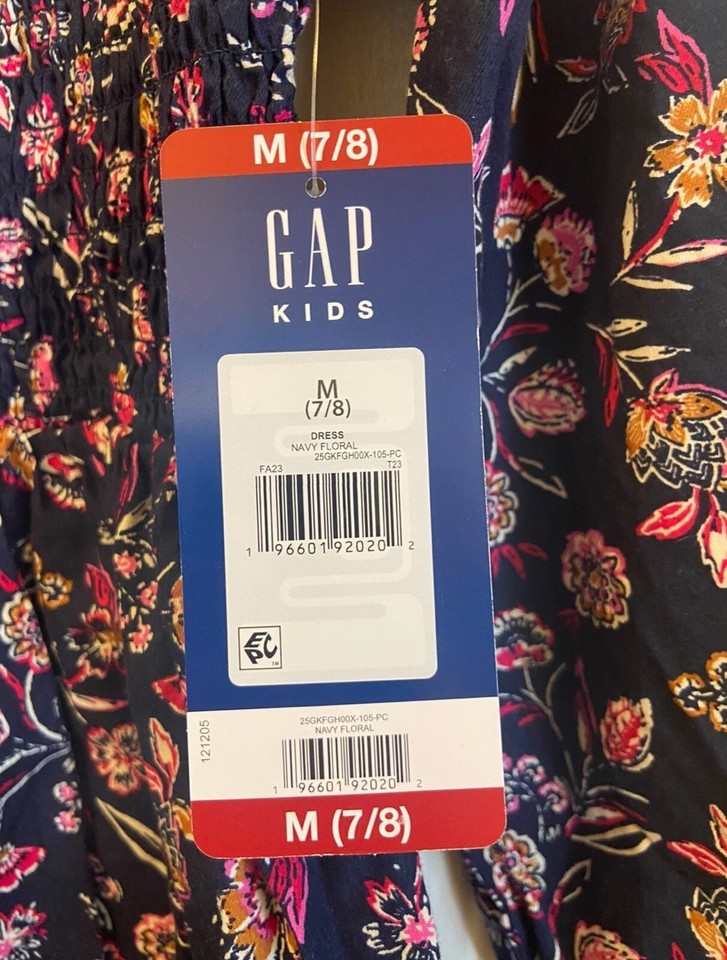 M (7/8)
GAP
KIDS
M
(7/8)
DRESS
NAVY FLORAL
25GKFGH00X-105-PC
FA23 T23
1 96601 92020 2
EPC TM
25GKFGH00X-105-PC
NAVY FLORAL
121205
1 96601 92020 2
M (7/8)